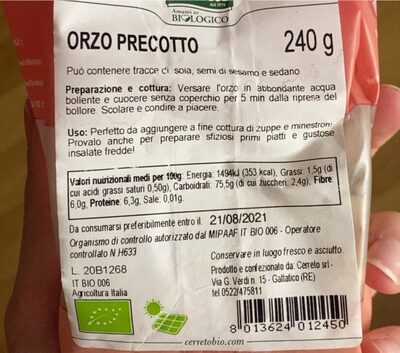 Amanti del
BIOLOGICO
dal 1976
ORZO PRECOTTO 240 g
Può contenere tracce di soia, semi di sesamo e sedano.
Preparazione e cottura: Versare l'orzo in abbondante acqua
bollente e cuocere senza coperchio per 5 min dalla ripresa del
bollore. Scolare e condire a piacere.
Uso: Perfetto da aggiungere a fine cottura di zuppe e minestroni
Provalo anche per preparare sfiziosi primi piatti e gustose
insalate fredde!
Valori nutrizionali medi per 100g: Energia: 1494kJ (353 kcal), Grassi: 1,5g (di
cui acidi grassi saturi 0,50g), Carboidrati: 75,5g (di cui zuccheri: 2,4g), Fibre
6,0g, Proteine: 6,3g, Sale: 0,01g.
Da consumarsi preferibilmente entro il: 21/08/2021
Organismo di controllo autorizzato dal MIPAAF IT BIO 006 - Operatore
controllato N.H633
L. 20B1268
IT BIO 006
Agricoltura Italia
Conservare in luogo fresco e asciutto.
Prodotto e confezionato da: Cerreto srl -
Via G. Verdi n. 15 - Gattatico (RE)
tel.0522/475811
8 013624 012450
cerretobio.com